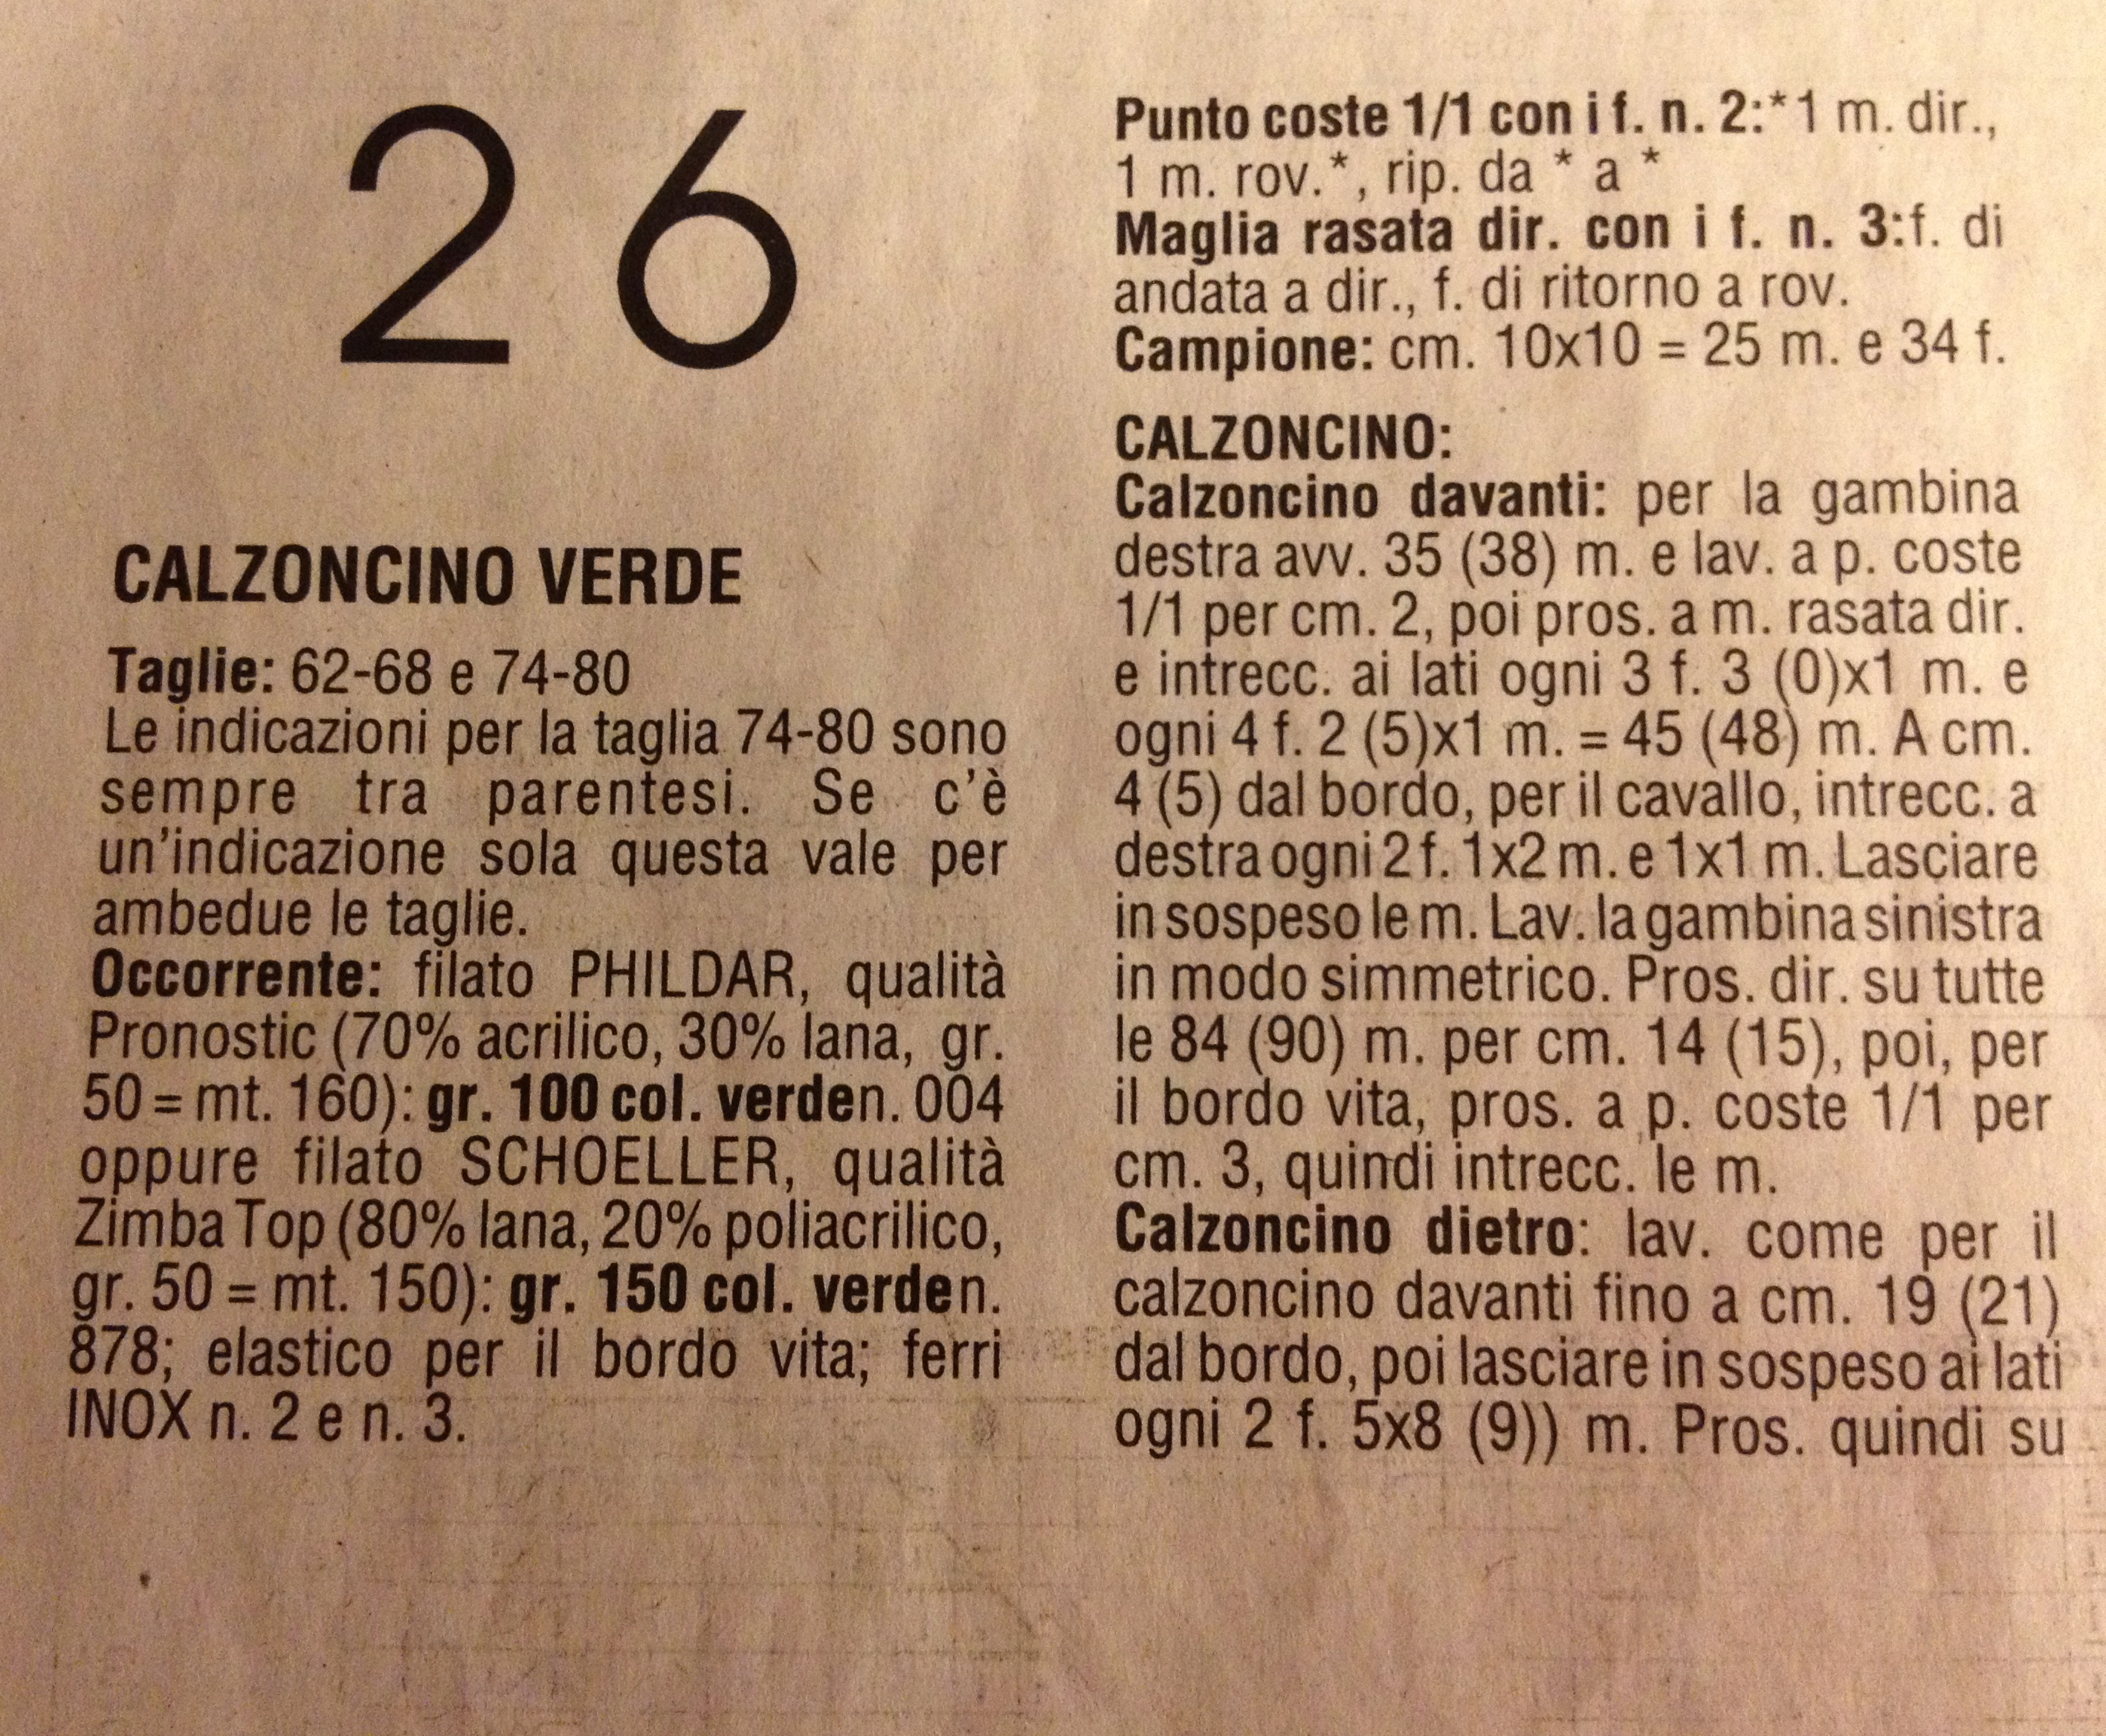 26
CALZONCINO VERDE
Taglie: 62-68 e 74-80
Le indicazioni per la taglia 74-80 sono
sempre tra parentesi. Se c'è
un'indicazione sola questa vale per
ambedue le taglie.
Occorrente: filato PHILDAR, qualità
Pronostic (70% acrilico, 30% lana, gr.
50 = mt. 160): gr. 100 col. verde n. 004
oppure filato SCHOELLER, qualità
Zimba Top (80% lana, 20% poliacrilico,
gr. 50 = mt. 150): gr. 150 col. verde n.
878; elastico per il bordo vita; ferri
INOX n. 2 e n. 3.
Punto coste 1/1 con i f. n. 2:*1 m. dir.,
1 m. rov.*, rip. da * a *
Maglia rasata dir. con i f. n. 3:f. di
andata a dir., f. di ritorno a rov.
Campione: cm. 10x10 = 25 m. e 34 f.
CALZONCINO:
Calzoncino davanti: per la gambina
destra avv. 35 (38) m. e lav. a p. coste
1/1 per cm. 2, poi pros. a m. rasata dir.
e intrecc. ai lati ogni 3 f. 3 (0)x1 m. e
ogni 4 f. 2 (5)x1 m. = 45 (48) m. A cm.
4 (5) dal bordo, per il cavallo, intrecc. a
destra ogni 2 f. 1x2 m. e 1x1 m. Lasciare
in sospeso le m. Lav. la gambina sinistra
in modo simmetrico. Pros. dir. su tutte
le 84 (90) m. per cm. 14 (15), poi, per
il bordo vita, pros. a p. coste 1/1 per
cm. 3, quindi intrecc. le m.
Calzoncino dietro: lav. come per il
calzoncino davanti fino a cm. 19 (21)
dal bordo, poi lasciare in sospeso ai lati
ogni 2 f. 5x8 (9)) m. Pros. quindi su